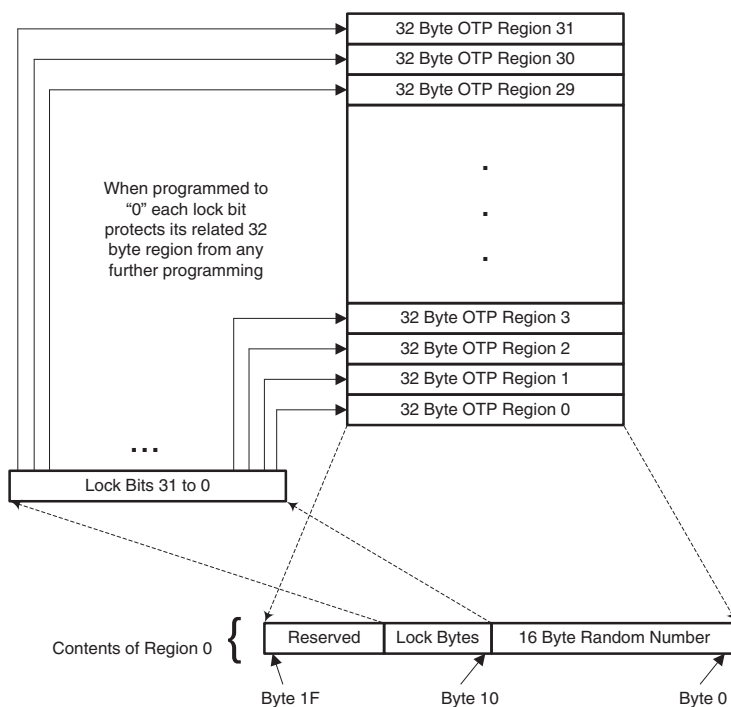 32 Byte OTP Region 31
32 Byte OTP Region 30
32 Byte OTP Region 29
.
.
.
When programmed to
“0” each lock bit
protects its related 32
byte region from any
further programming
32 Byte OTP Region 3
32 Byte OTP Region 2
32 Byte OTP Region 1
32 Byte OTP Region 0
...
Lock Bits 31 to 0
Contents of Region 0 {
Reserved
Lock Bytes
16 Byte Random Number
Byte 1F
Byte 10
Byte 0